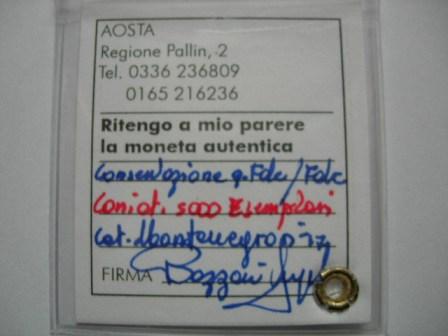 AOSTA
Regione Pallin, 2
Tel. 0336 236809
0165 216236
Ritengo a mio parere
la moneta autentica
Conservazione q.Fdc/Fdc
Coniat. 5000 Esemplari
Cat. Montenegro n° 17
FIRMA